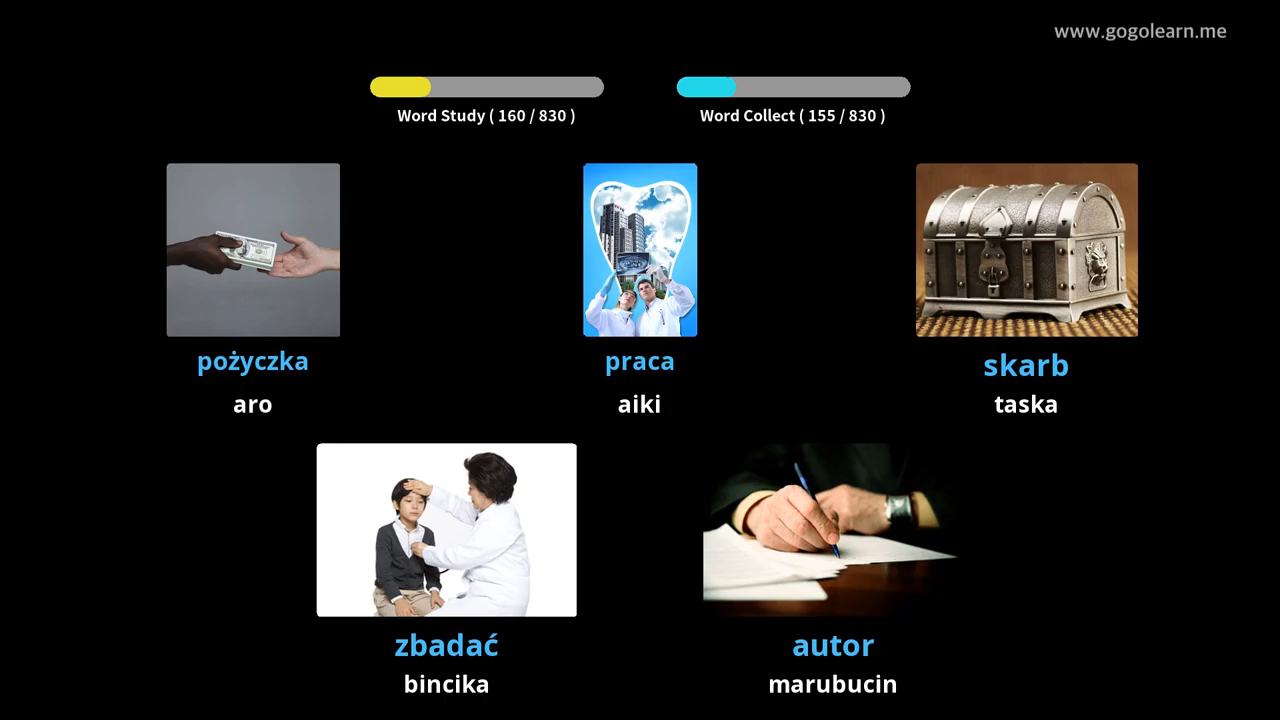 www.gogolearn.me
Word Study ( 160 / 830 )
Word Collect ( 155 / 830 )
pożyczka
aro
praca
aiki
skarb
taska
zbadać
bincika
autor
marubucin